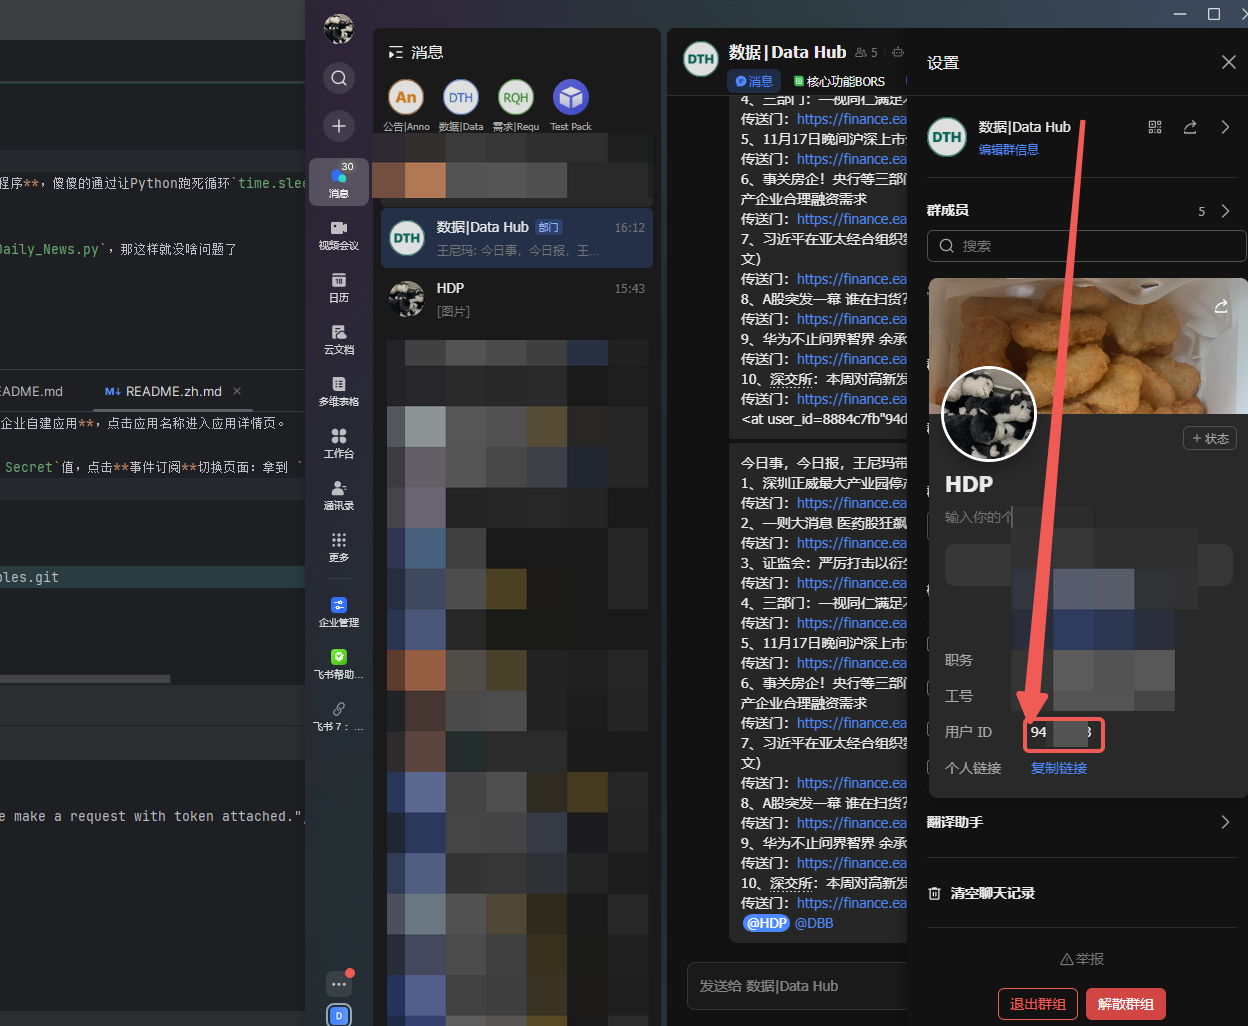 程序**，傻傻的通过让Python跑死循环`time.slee
Daily_News.py`，那这样就没啥问题了
EADME.md
M↓ README.zh.md ×
企业自建应用**，点击应用名称进入应用详情页。
Secret`值，点击**事件订阅**切换页面：拿到 `
ples.git
e make a request with token attached.",
30
消息
视频会议
18
日历
云文档
多维表格
工作台
通讯录
更多
企业管理
飞书帮助...
飞书 7 : ...
D
消息
An
DTH
RQH
公告|Anno
数据|Data
需求|Requ
Test Pack
DTH
数据|Data Hub 部门 16:12
王尼玛: 今日事，今日报，王...
HDP 15:43
[图片]
DTH
数据|Data Hub 5
消息
核心功能BORS
4、三部门：一视同仁满足
传送门：https://finance.ea
5、11月17日晚间沪深上市
传送门：https://finance.ea
6、事关房企！央行等三部
产企业合理融资需求
传送门：https://finance.ea
7、习近平在亚太经合组织
文)
传送门：https://finance.ea
8、A股突发一幕 谁在扫货？
传送门：https://finance.ea
9、华为不止问界智界 余承
传送门：https://finance.ea
10、深交所：本周对高新发
传送门：https://finance.ea
<at user_id=8884c7fb"94d
今日事，今日报，王尼玛带
1、深圳正威最大产业园停
传送门：https://finance.ea
2、一则大消息 医药股狂飙
传送门：https://finance.ea
3、证监会：严厉打击以衍
传送门：https://finance.ea
4、三部门：一视同仁满足
传送门：https://finance.ea
5、11月17日晚间沪深上市
传送门：https://finance.ea
6、事关房企！央行等三部
产企业合理融资需求
传送门：https://finance.ea
7、习近平在亚太经合组织
文)
传送门：https://finance.ea
8、A股突发一幕 谁在扫货？
传送门：https://finance.ea
9、华为不止问界智界 余承
传送门：https://finance.ea
10、深交所：本周对高新发
传送门：https://finance.ea
@HDP @DBB
发送给 数据|Data Hub
设置
DTH
数据|Data Hub
编辑群信息
群成员 5
搜索
+ 状态
HDP
输入你的个
职务
工号
用户 ID 94
个人链接 复制链接
翻译助手
清空聊天记录
举报
退出群组
解散群组